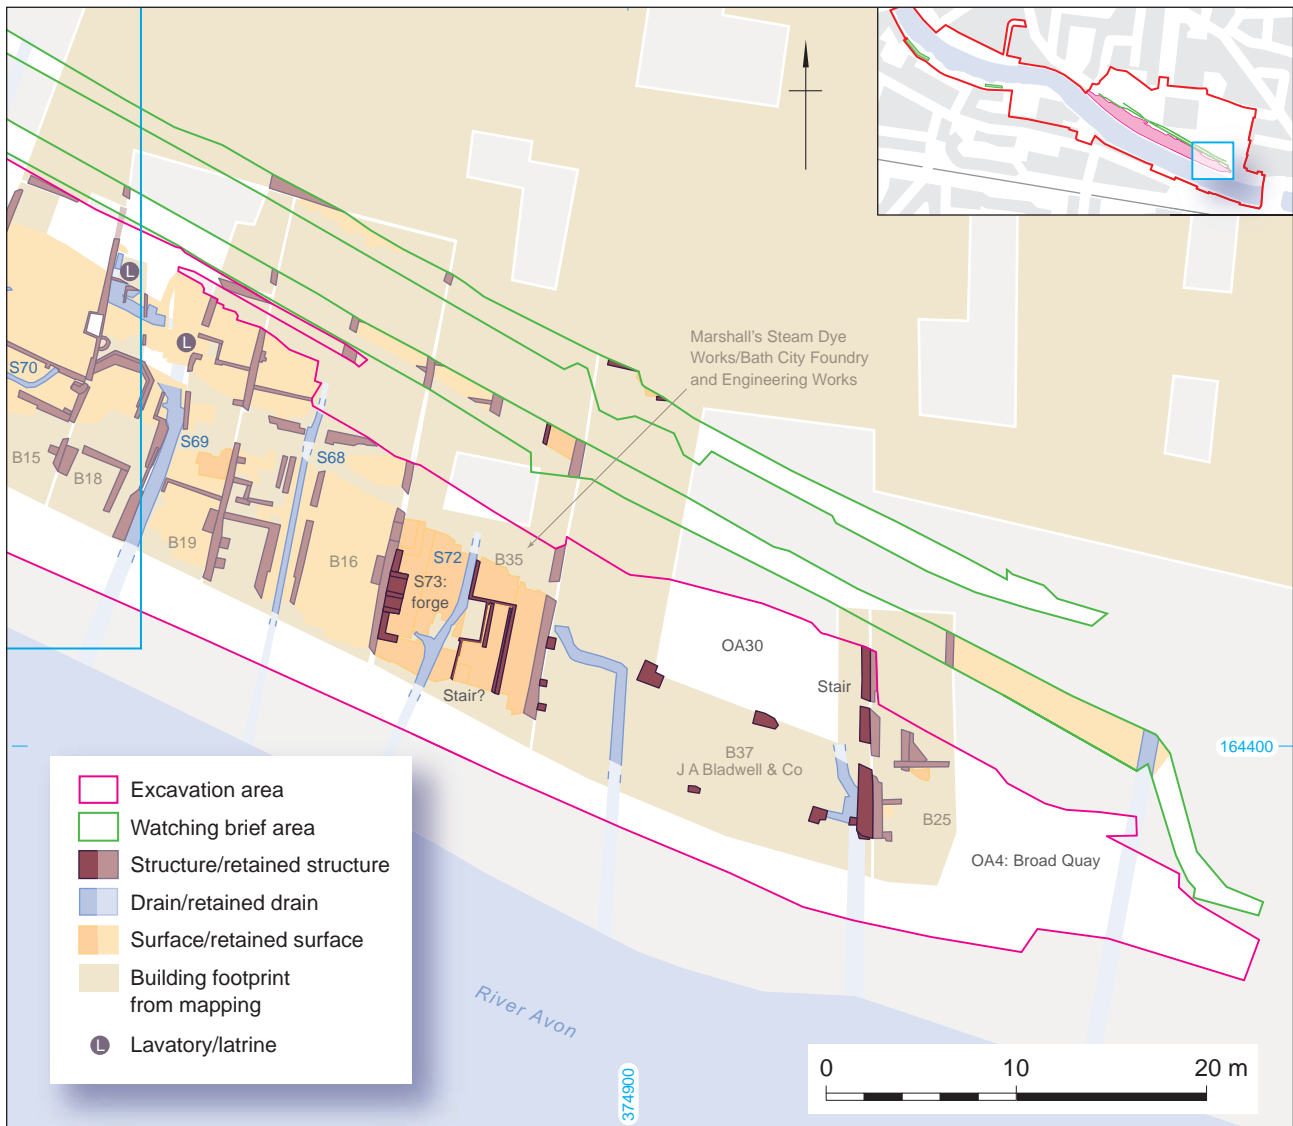 Marshall's Steam Dye
Works/Bath City Foundry
and Engineering Works
L
L
S70
S69
S68
B15
B18
B19
B16
S72
B35
S73:
forge
Stair?
OA30
Stair
B37
J A Bladwell & Co
B25
OA4: Broad Quay
164400
374900
River Avon
Excavation area
Watching brief area
Structure/retained structure
Drain/retained drain
Surface/retained surface
Building footprint
from mapping
L Lavatory/latrine
0 10 20 m